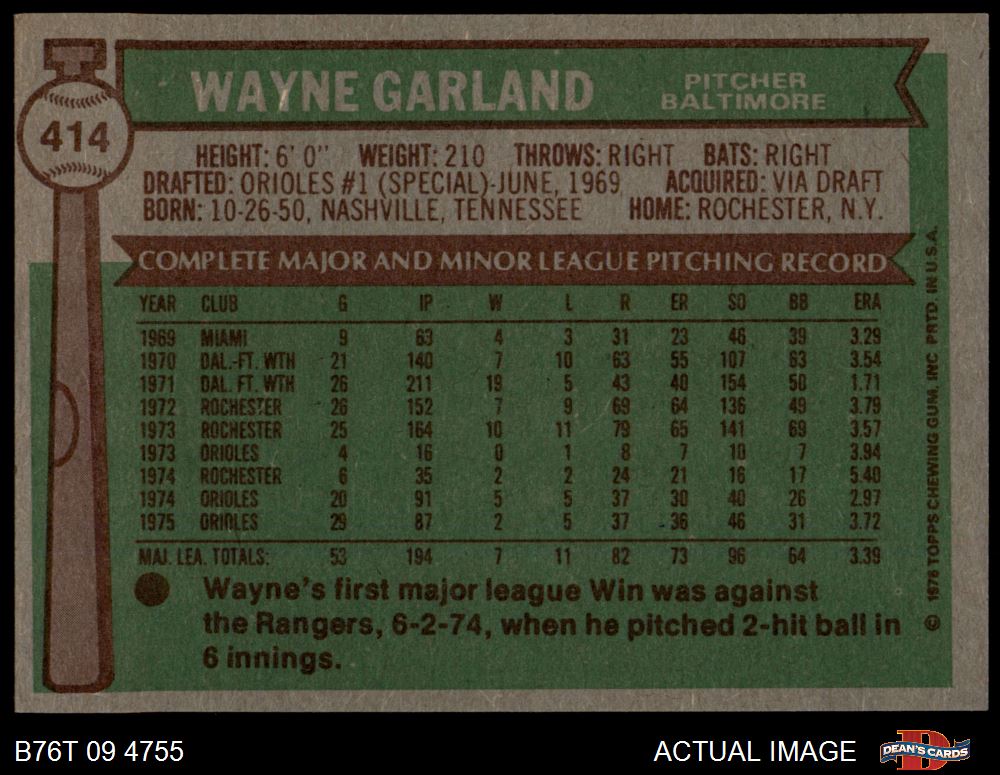 414
WAYNE GARLAND
PITCHER
BALTIMORE
HEIGHT: 6' 0" WEIGHT: 210 THROWS: RIGHT BATS: RIGHT
DRAFTED: ORIOLES #1 (SPECIAL)-JUNE, 1969 ACQUIRED: VIA DRAFT
BORN: 10-26-50, NASHVILLE, TENNESSEE HOME: ROCHESTER, N.Y.
COMPLETE MAJOR AND MINOR LEAGUE PITCHING RECORD
YEAR CLUB G IP W L R ER SO BB ERA
1969 MIAMI 9 63 4 3 31 23 46 39 3.29
1970 DAL.-FT. WTH 21 140 7 10 63 55 107 63 3.54
1971 DAL. FT. WTH 26 211 19 5 43 40 154 50 1.71
1972 ROCHESTER 26 152 7 9 69 64 136 49 3.79
1973 ROCHESTER 25 164 10 11 79 65 141 69 3.57
1973 ORIOLES 4 16 0 1 8 7 10 7 3.94
1974 ROCHESTER 6 35 2 2 24 21 16 17 5.40
1974 ORIOLES 20 91 5 5 37 30 40 26 2.97
1975 ORIOLES 29 87 2 5 37 36 46 31 3.72
MAJ. LEA. TOTALS: 53 194 7 11 82 73 96 64 3.39
Wayne's first major league Win was against
the Rangers, 6-2-74, when he pitched 2-hit ball in
6 innings.
© 1976 TOPPS CHEWING GUM, INC PRTD. IN U.S.A.
B76T 09 4755
ACTUAL IMAGE
D
DEAN'S CARDS